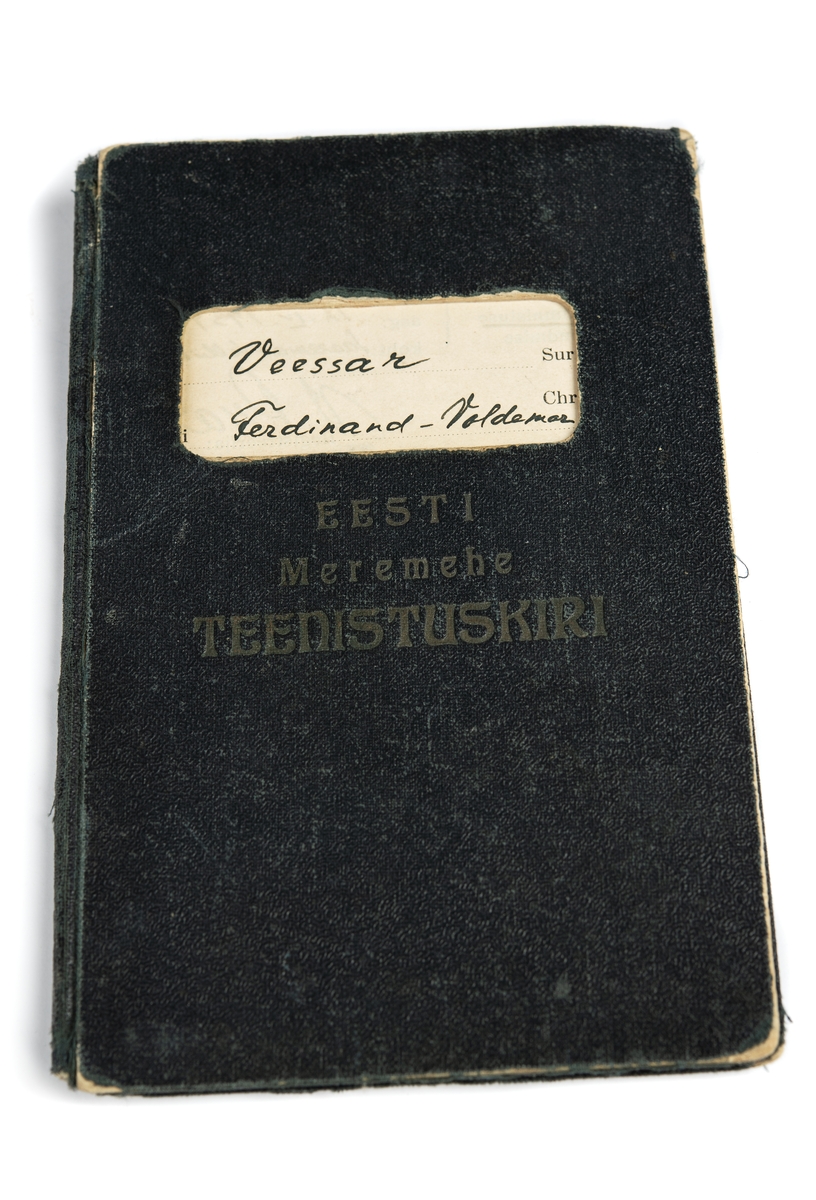 Veessar Sur
Chr
i Ferdinand - Voldemar
EESTI
Meremehe
TEENISTUSKIRI